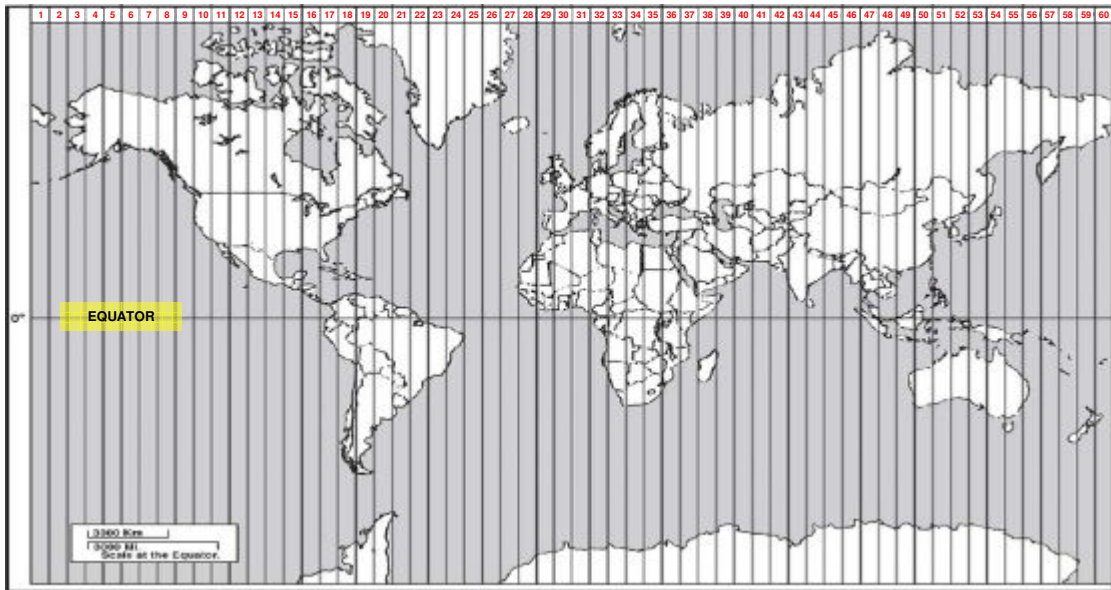 1 2 3 4 5 6 7 8 9 10 11 12 13 14 15 16 17 18 19 20 21 22 23 24 25 26 27 28 29 30 31 32 33 34 35 36 37 38 39 40 41 42 43 44 45 46 47 48 49 50 51 52 53 54 55 56 57 58 59 60
0°
EQUATOR
Km
Scale at the Equator.